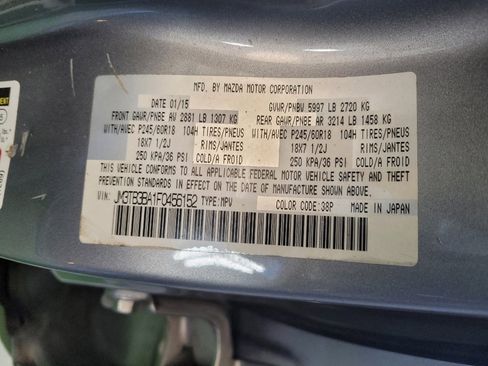 MFD. BY MAZDA MOTOR CORPORATION
DATE 01/15 GVWR/PNBV 5997 LB 2720 KG
FRONT GAWR/PNBE AV 2881 LB 1307 KG REAR GAWR/PNBE AR 3214 LB 1458 KG
WITH/AVEC P245/60R18 104H TIRES/PNEUS WITH/AVEC P245/60R18 104H TIRES/PNEUS
18X7 1/2J RIMS/JANTES 18X7 1/2J RIMS/JANTES
250 KPA/36 PSI COLD/A FROID 250 KPA/36 PSI COLD/A FROID
THIS VEHICLE CONFORMS TO ALL APPLICABLE FEDERAL MOTOR VEHICLE SAFETY AND THEFT
PREVENTION STANDARDS IN EFFECT ON THE DATE OF MANUFACTURE SHOWN ABOVE.
VIN: JM3TB3BA1F0456152 TYPE:MPV COLOR CODE:38P MADE IN JAPAN